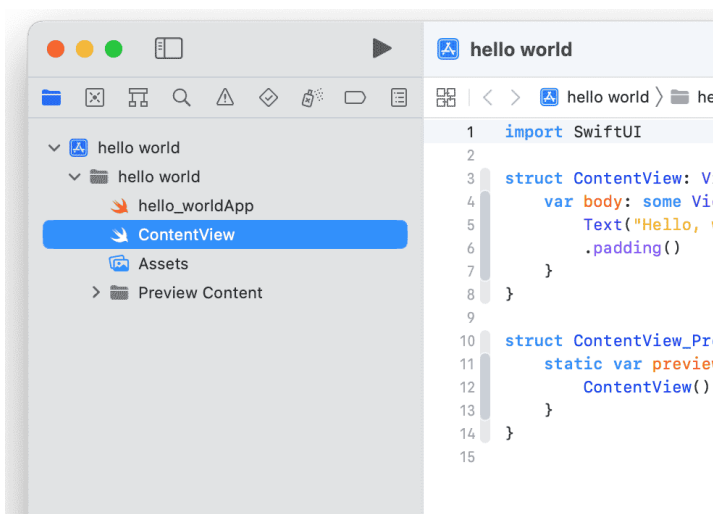 hello world
hello world
hello world
hello world
hello_worldApp
ContentView
Assets
Preview Content
1 import SwiftUI
2
3 struct ContentView:
4 var body: some
5 Text("Hello,
6 .padding()
7 }
8 }
9
10 struct
11 static var
12 ContentView()
13 }
14 }
15